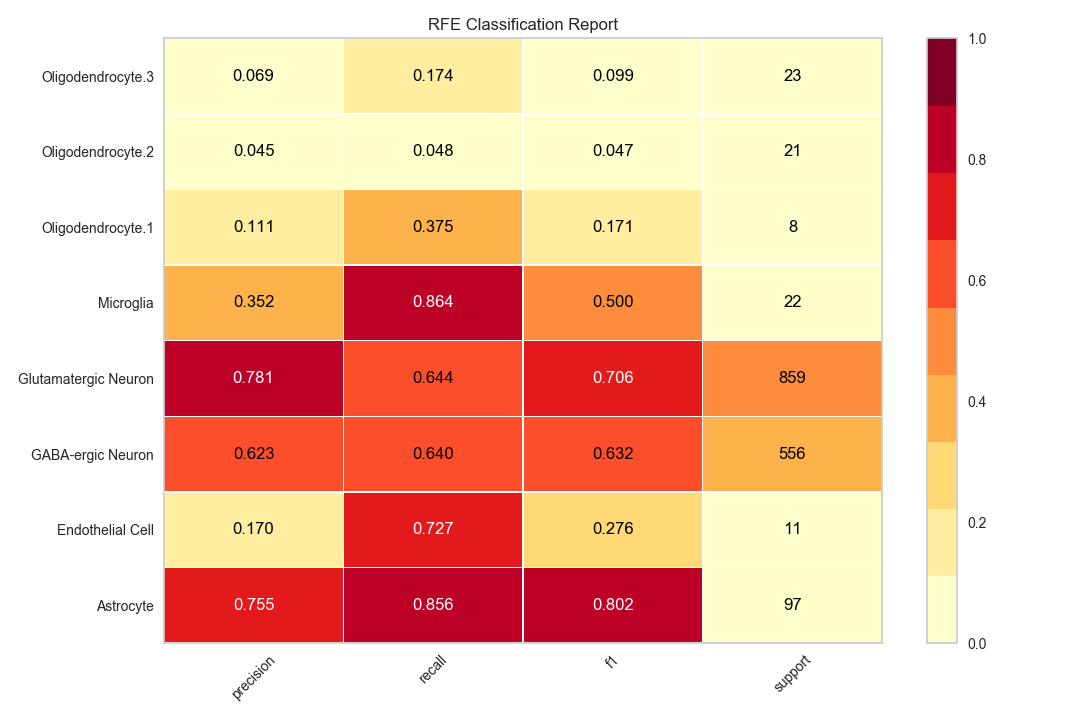 RFE Classification Report
Oligodendrocyte.3 0.069 0.174 0.099 23
Oligodendrocyte.2 0.045 0.048 0.047 21
Oligodendrocyte.1 0.111 0.375 0.171 8
Microglia 0.352 0.864 0.500 22
Glutamatergic Neuron 0.781 0.644 0.706 859
GABA-ergic Neuron 0.623 0.640 0.632 556
Endothelial Cell 0.170 0.727 0.276 11
Astrocyte 0.755 0.856 0.802 97
precision recall f1 support
1.0
0.8
0.6
0.4
0.2
0.0